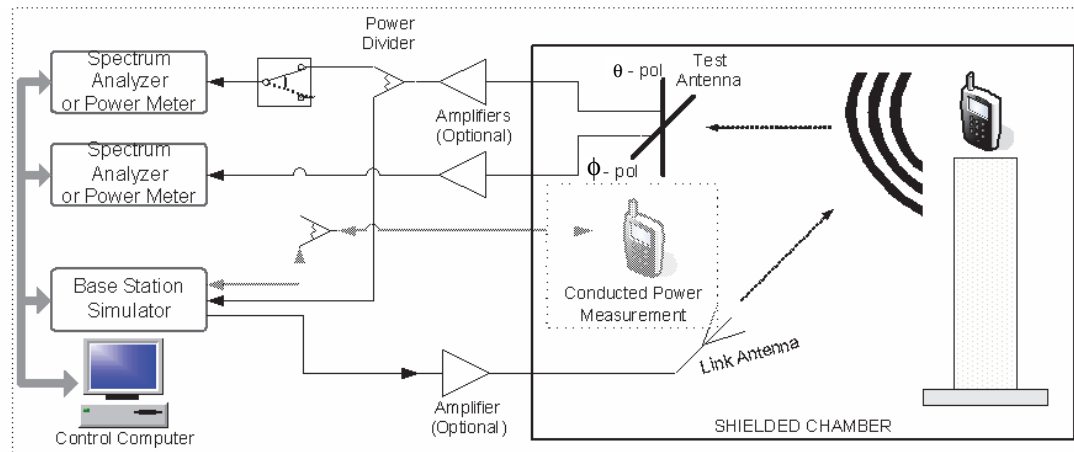 Power
Divider
Spectrum
Analyzer
or Power Meter
θ - pol
Test
Antenna
Amplifiers
(Optional)
Spectrum
Analyzer
or Power Meter
ϕ - pol
Base Station
Simulator
Conducted Power
Measurement
Link Antenna
Amplifier
(Optional)
Control Computer
SHIELDED CHAMBER